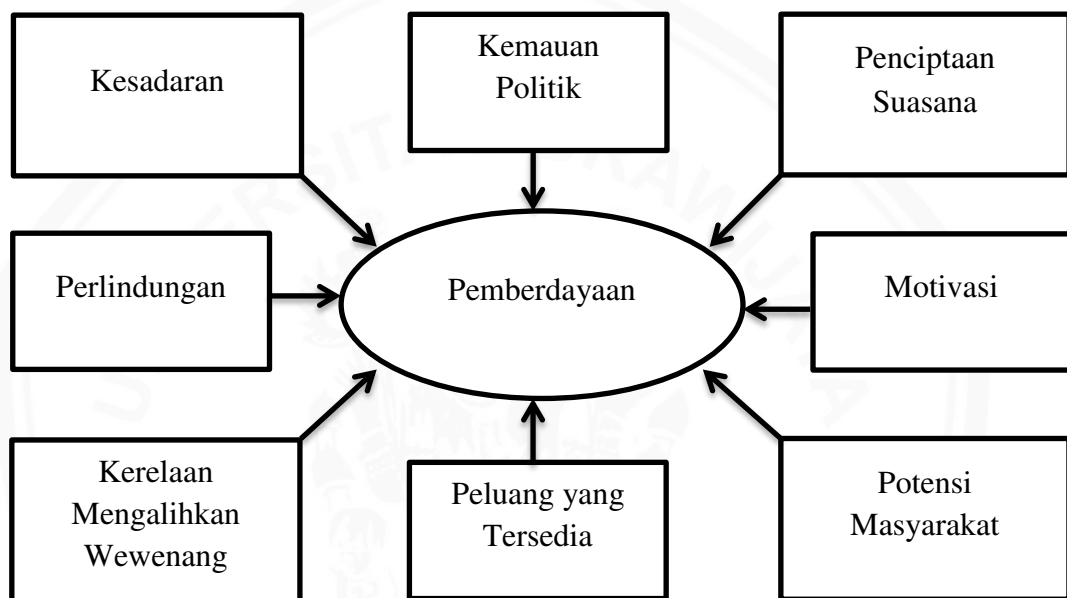 Kesadaran
Kemauan
Politik
Penciptaan
Suasana
Perlindungan
Pemberdayaan
Motivasi
Kerelaan
Mengalihkan
Wewenang
Peluang yang
Tersedia
Potensi
Masyarakat